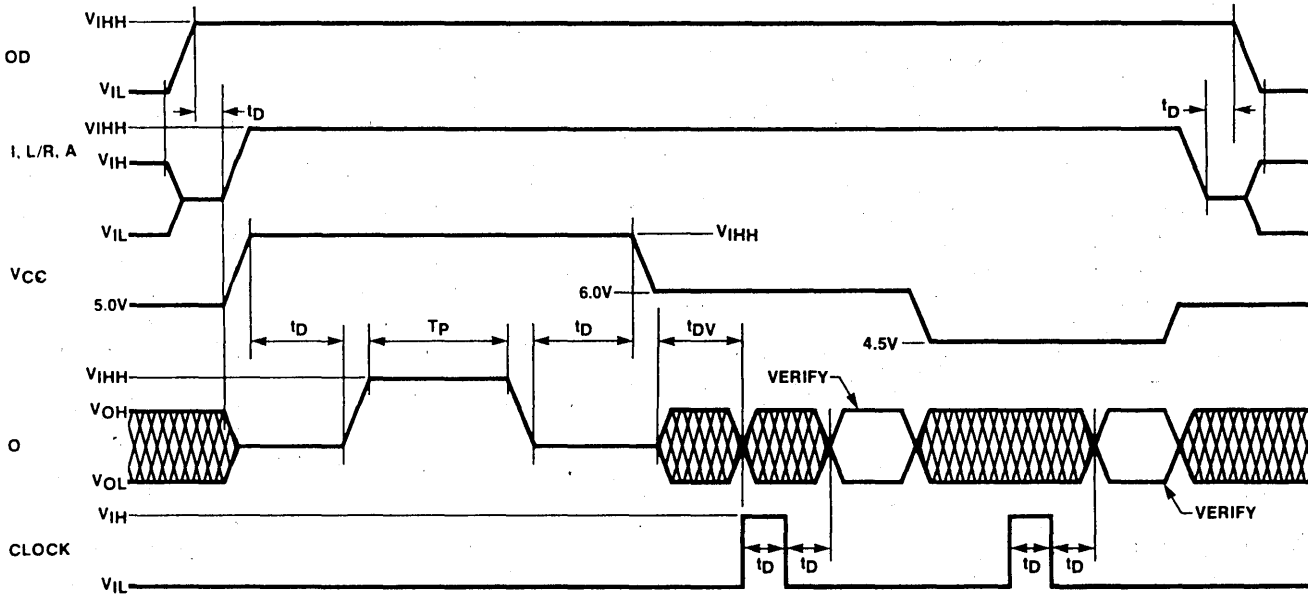 VIHH
OD
VIL
tD
tD
VIHH
I, L/R, A
VIH
VIL
VIHH
VCC
5.0V
6.0V
4.5V
tD
TP
tD
tDV
VIHH
VERIFY
VOH
O
VOL
VERIFY
VIH
CLOCK
tD
tD
tD
tD
VIL